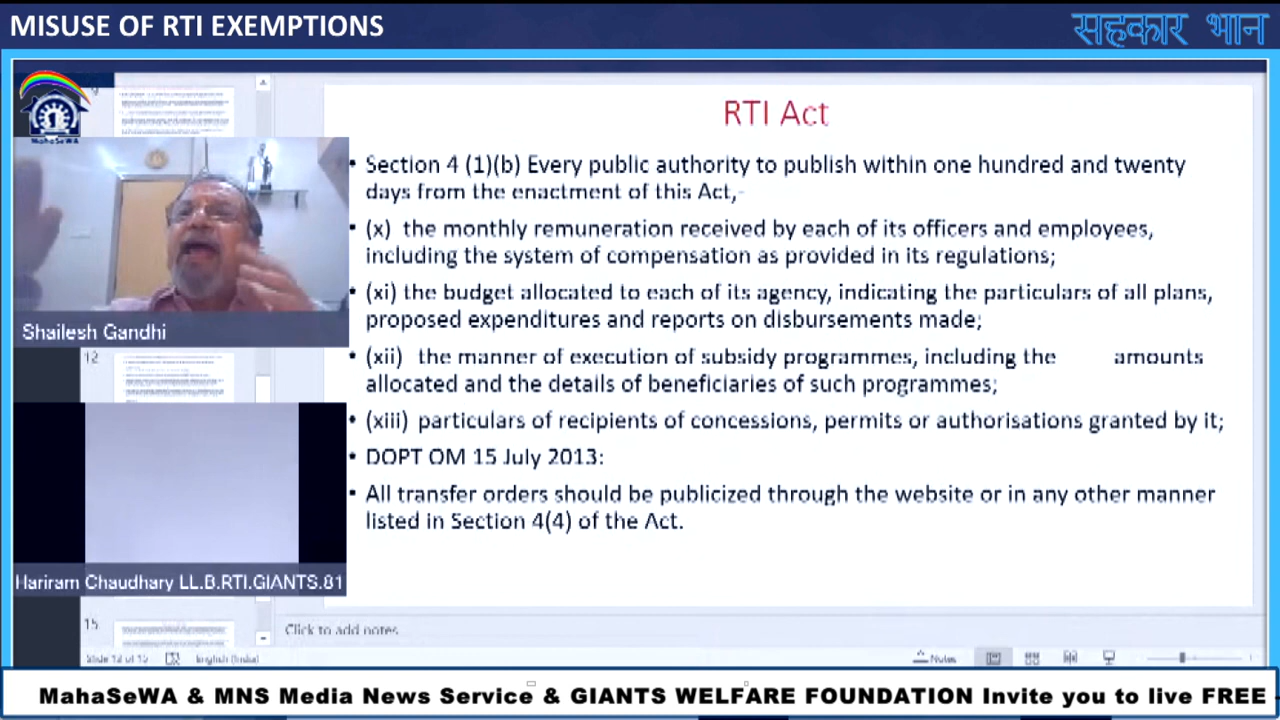 MISUSE OF RTI EXEMPTIONS
सहकार भान
MahaSeWA
RTI Act
• Section 4 (1)(b) Every public authority to publish within one hundred and twenty
days from the enactment of this Act,-
• (x) the monthly remuneration received by each of its officers and employees,
including the system of compensation as provided in its regulations;
• (xi) the budget allocated to each of its agency, indicating the particulars of all plans,
proposed expenditures and reports on disbursements made;
• (xii) the manner of execution of subsidy programmes, including the amounts
allocated and the details of beneficiaries of such programmes;
• (xiii) particulars of recipients of concessions, permits or authorisations granted by it;
• DOPT OM 15 July 2013:
• All transfer orders should be publicized through the website or in any other manner
listed in Section 4(4) of the Act.
Shailesh Gandhi
12
Hariram Chaudhary LL.B.RTI.GIANTS.81
15
Click to add notes
English (India)
Notes
MahaSeWA & MNS Media News Service & GIANTS WELFARE FOUNDATION Invite you to live FREE